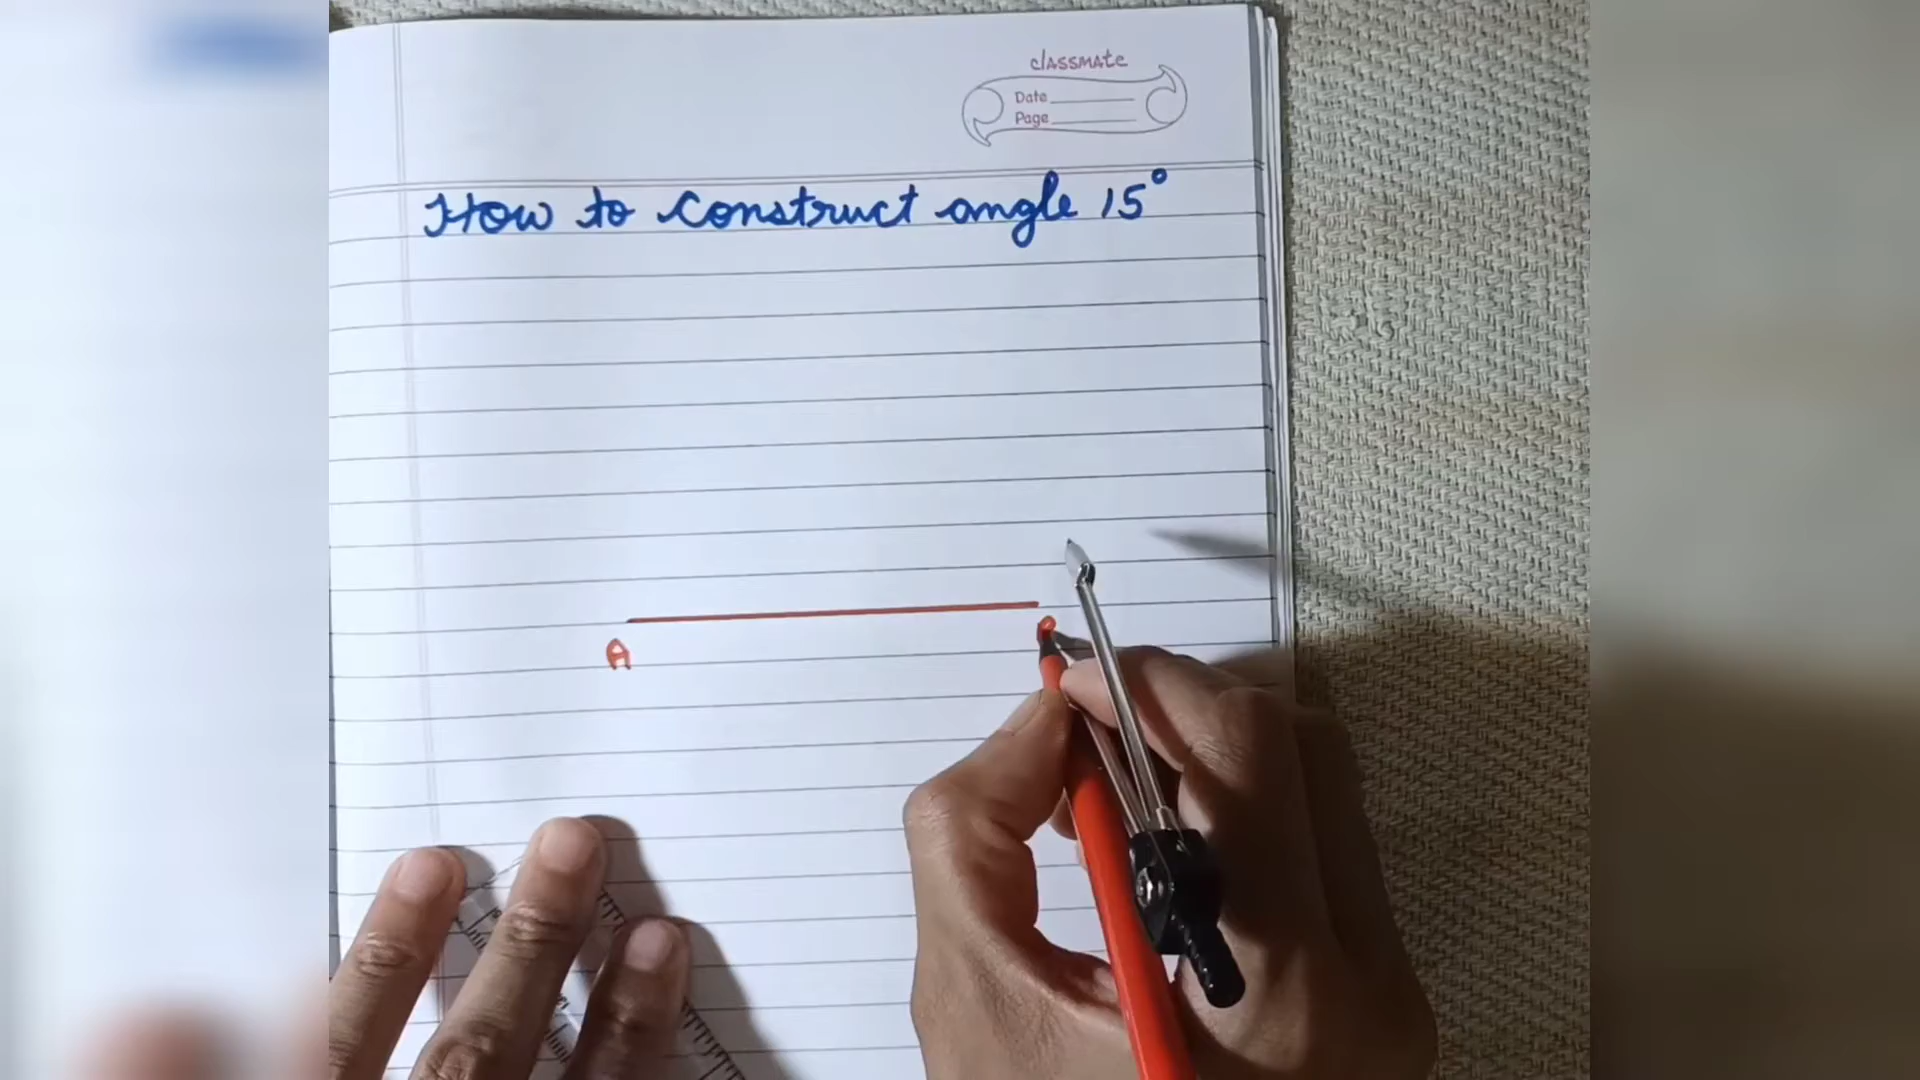 classmate
Date
Page
How to construct angle 15°
A